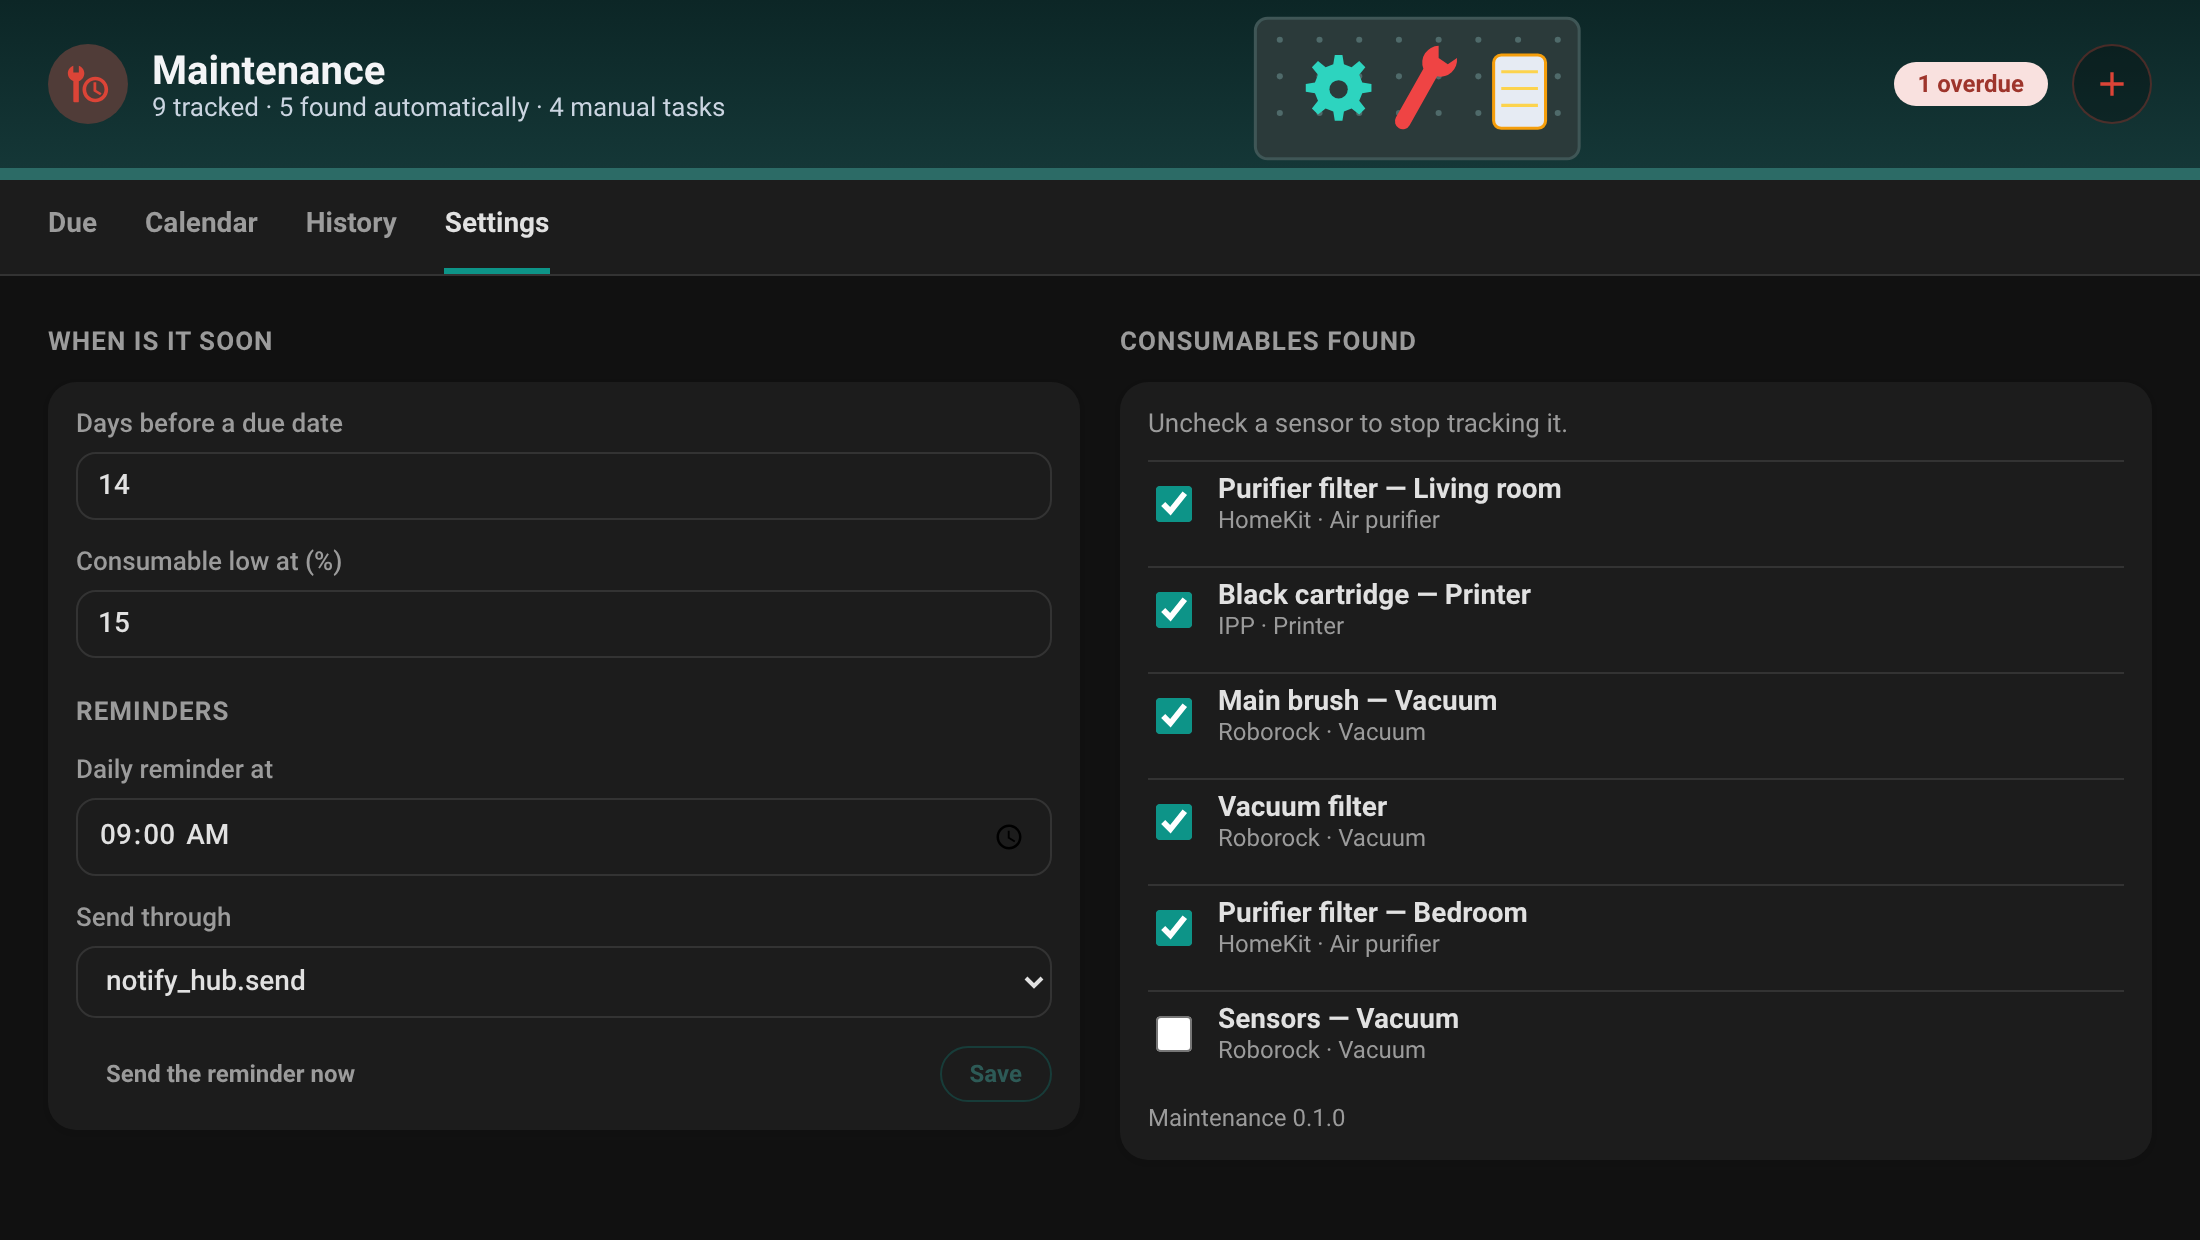 Maintenance
9 tracked · 5 found automatically · 4 manual tasks
1 overdue
Due
Calendar
History
Settings
WHEN IS IT SOON
Days before a due date
14
Consumable low at (%)
15
REMINDERS
Daily reminder at
09:00 AM
Send through
notify_hub.send
Send the reminder now
Save
CONSUMABLES FOUND
Uncheck a sensor to stop tracking it.
Purifier filter — Living room
HomeKit · Air purifier
Black cartridge — Printer
IPP · Printer
Main brush — Vacuum
Roborock · Vacuum
Vacuum filter
Roborock · Vacuum
Purifier filter — Bedroom
HomeKit · Air purifier
Sensors — Vacuum
Roborock · Vacuum
Maintenance 0.1.0